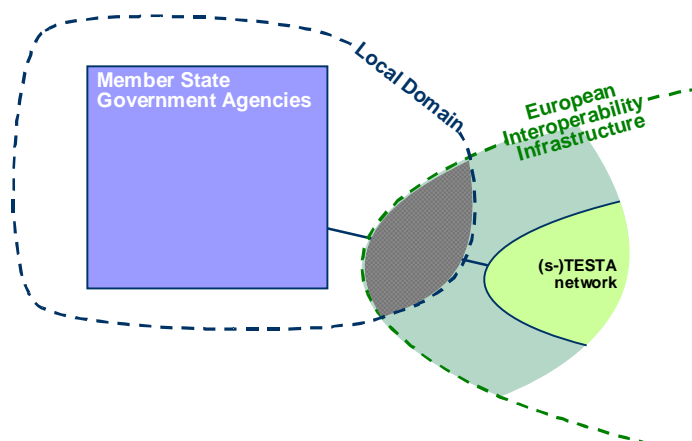 Member State
Government Agencies
Local Domain
European
Interoperability
Infrastructure
(s-)TESTA
network